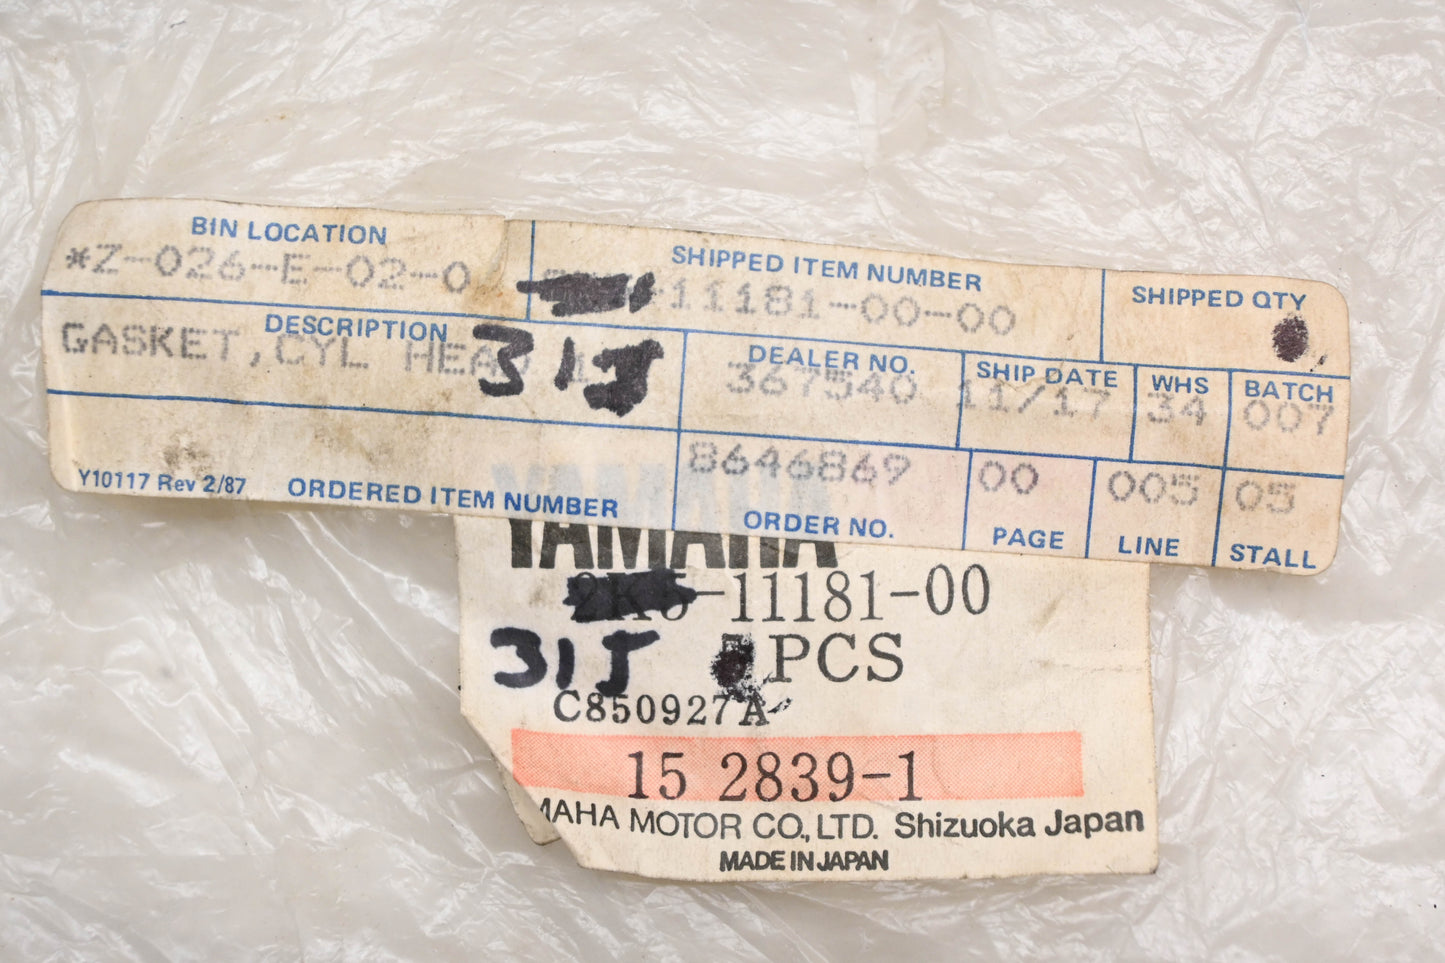 BIN LOCATION
*Z-026-E-02-0
SHIPPED ITEM NUMBER
-11181-00-00
SHIPPED QTY
DESCRIPTION
GASKET, CYL HEAD 1
31J
DEALER NO.
367540
SHIP DATE
11/17
WHS
34
BATCH
007
Y10117 Rev 2/87
ORDERED ITEM NUMBER
8646869
ORDER NO.
00
PAGE
005
LINE
05
STALL
YAMAHA
-11181-00
31J PCS
C850927A
15 2839-1
MAHA MOTOR CO., LTD. Shizuoka Japan
MADE IN JAPAN